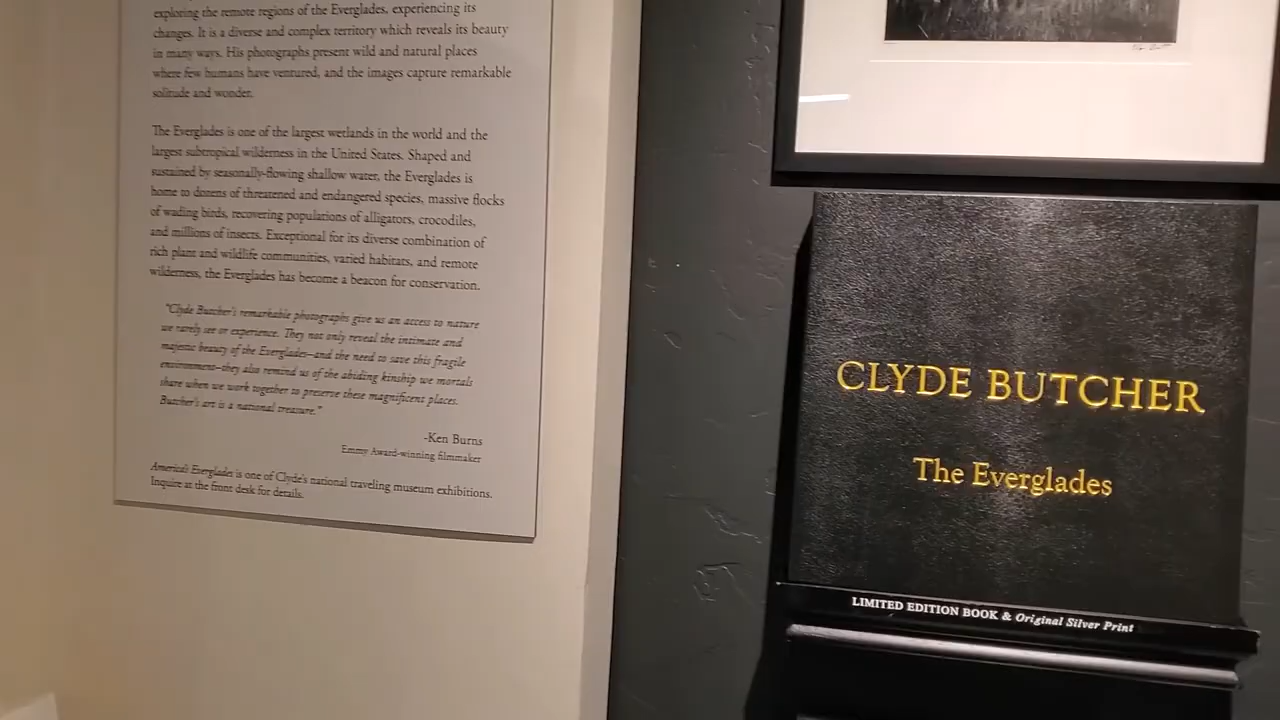 exploring the remote regions of the Everglades, experiencing its
changes. It is a diverse and complex territory which reveals its beauty
in many ways. His photographs present wild and natural places
where few humans have ventured, and the images capture remarkable
solitude and wonder.
The Everglades is one of the largest wetlands in the world and the
largest subtropical wilderness in the United States. Shaped and
sustained by seasonally-flowing shallow water, the Everglades is
home to dozens of threatened and endangered species, massive flocks
of wading birds, recovering populations of alligators, crocodiles,
and millions of insects. Exceptional for its diverse combination of
rich plant and wildlife communities, varied habitats, and remote
wilderness, the Everglades has become a beacon for conservation.
"Clyde Butcher's remarkable photographs give us an access to nature
we rarely see or experience. They not only reveal the intimate and
majestic beauty of the Everglades—and the need to save this fragile
environment—they also remind us of the abiding kinship we mortals
share when we work together to preserve these magnificent places.
Butcher's art is a national treasure."
-Ken Burns
Emmy Award-winning filmmaker
America's Everglades is one of Clyde's national traveling museum exhibitions.
Inquire at the front desk for details.
CLYDE BUTCHER
The Everglades
LIMITED EDITION BOOK & Original Silver Print